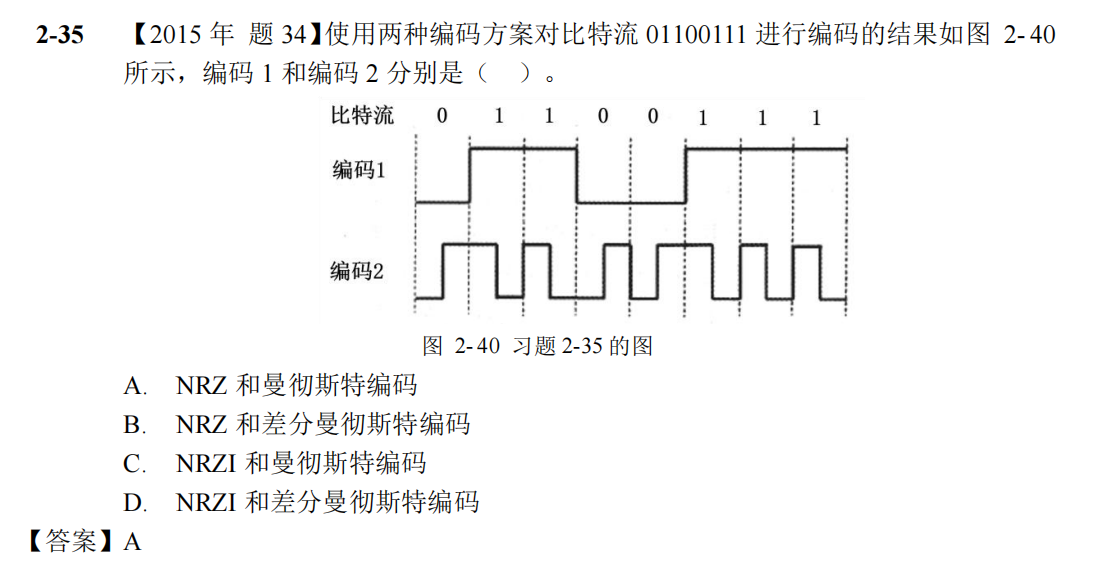 2-35 【2015 年 题 34】使用两种编码方案对比特流 01100111 进行编码的结果如图 2-40
所示，编码 1 和编码 2 分别是（ ）。
比特流 0 1 1 0 0 1 1 1
编码1
编码2
图 2-40 习题 2-35 的图
A. NRZ 和曼彻斯特编码
B. NRZ 和差分曼彻斯特编码
C. NRZI 和曼彻斯特编码
D. NRZI 和差分曼彻斯特编码
【答案】A